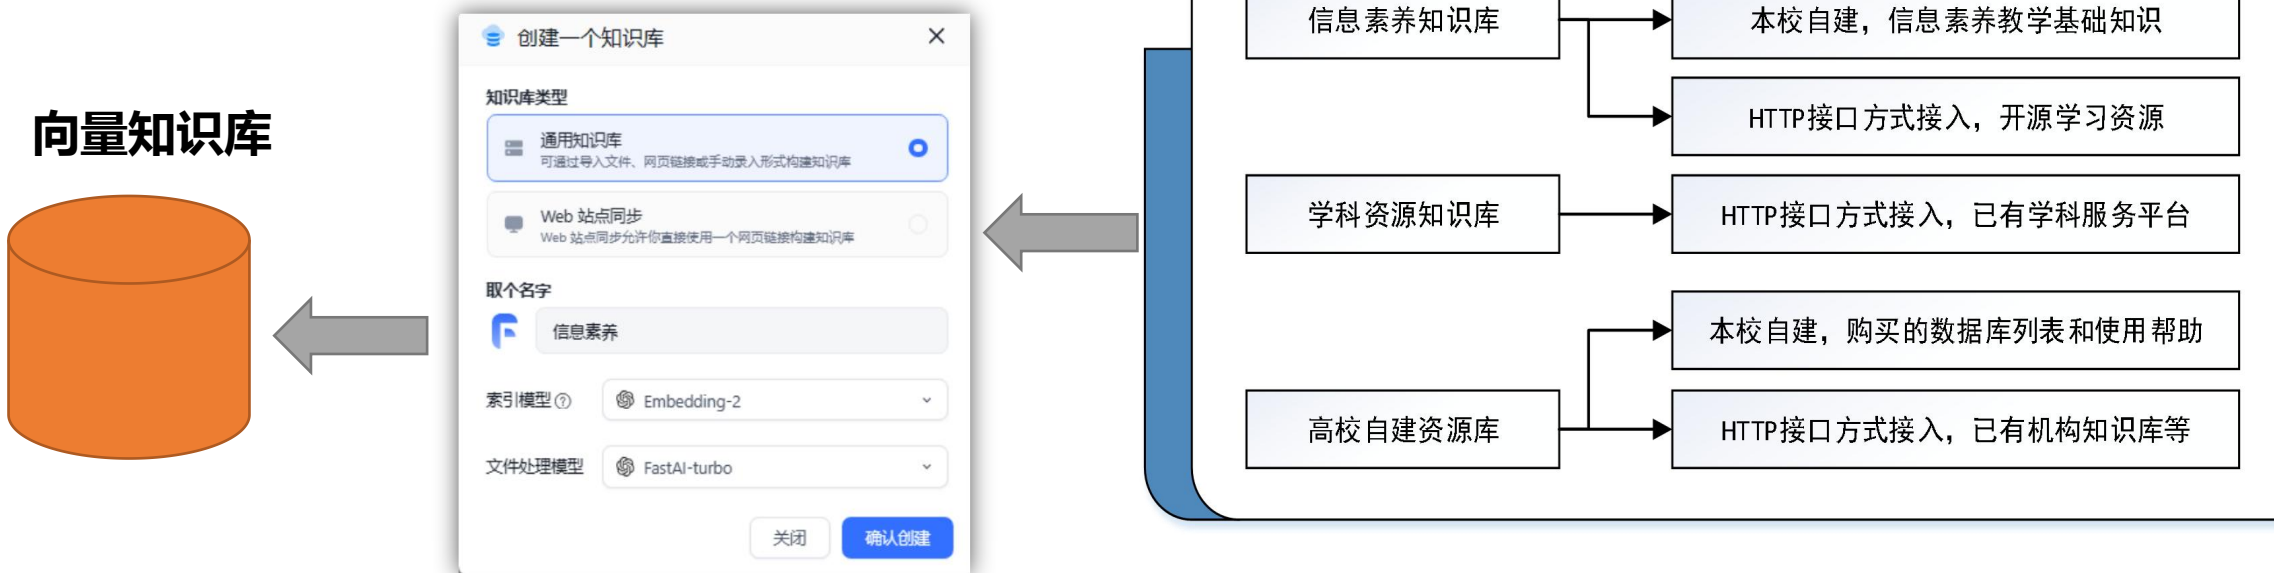 向量知识库
创建一个知识库
知识库类型
通用知识库
可通过导入文件、网页链接或手动录入形式构建知识库
Web 站点同步
Web 站点同步允许你直接使用一个网页链接构建知识库
取个名字
信息素养
索引模型
Embedding-2
文件处理模型
FastAI-turbo
关闭
确认创建
信息素养知识库
本校自建，信息素养教学基础知识
HTTP接口方式接入，开源学习资源
学科资源知识库
HTTP接口方式接入，已有学科服务平台
本校自建，购买的数据库列表和使用帮助
高校自建资源库
HTTP接口方式接入，已有机构知识库等